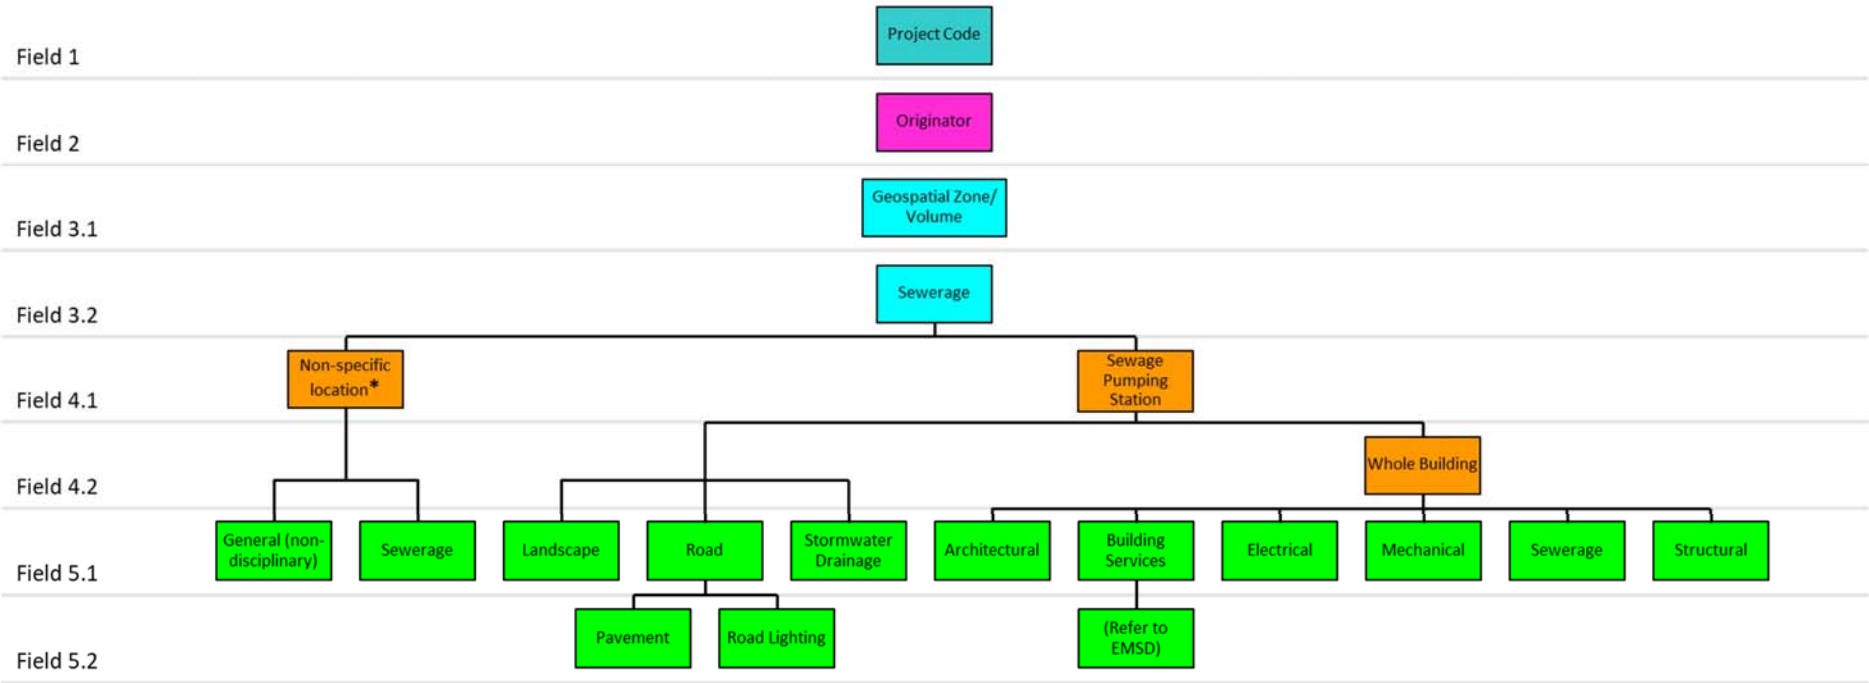 Project Code
Field 1
Originator
Field 2
Geospatial Zone/
Volume
Field 3.1
Sewerage
Field 3.2
Non-specific
location*
Sewage
Pumping
Station
Field 4.1
Whole Building
Field 4.2
General (non-
disciplinary)
Sewerage
Landscape
Road
Stormwater
Drainage
Architectural
Building
Services
Electrical
Mechanical
Sewerage
Structural
Field 5.1
Pavement
Road Lighting
(Refer to
EMSD)
Field 5.2